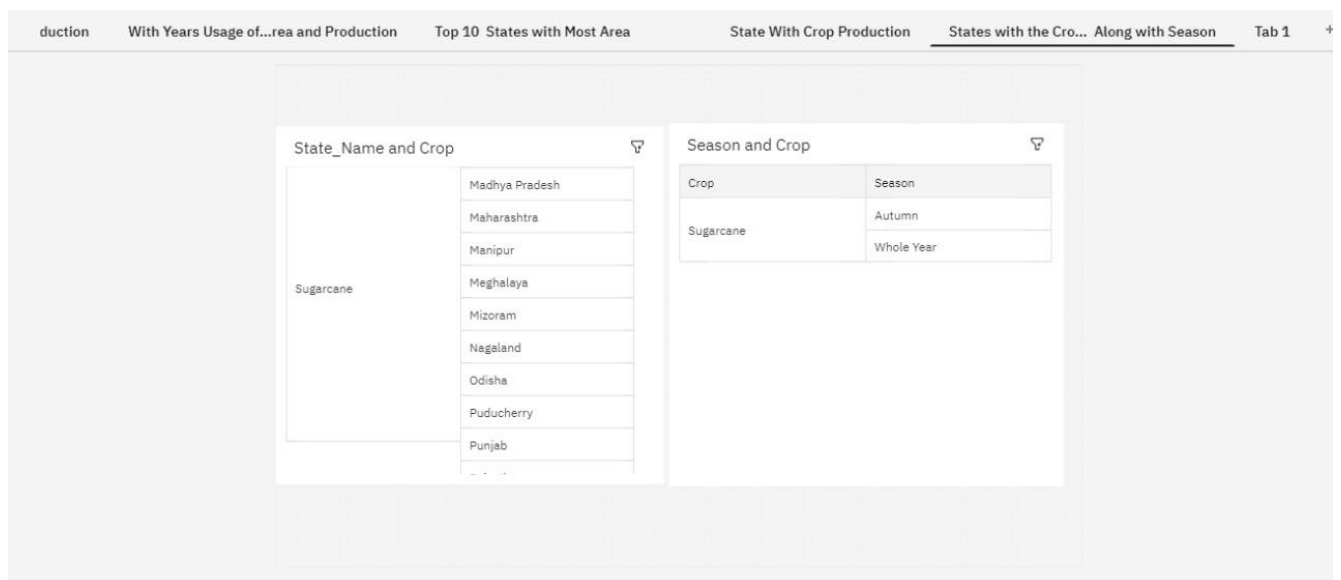 duction With Years Usage of...rea and Production Top 10 States with Most Area State With Crop Production States with the Cro... Along with Season Tab 1 +
State_Name and Crop
Sugarcane
Madhya Pradesh
Maharashtra
Manipur
Meghalaya
Mizoram
Nagaland
Odisha
Puducherry
Punjab
Season and Crop
Crop Season
Sugarcane
Autumn
Whole Year